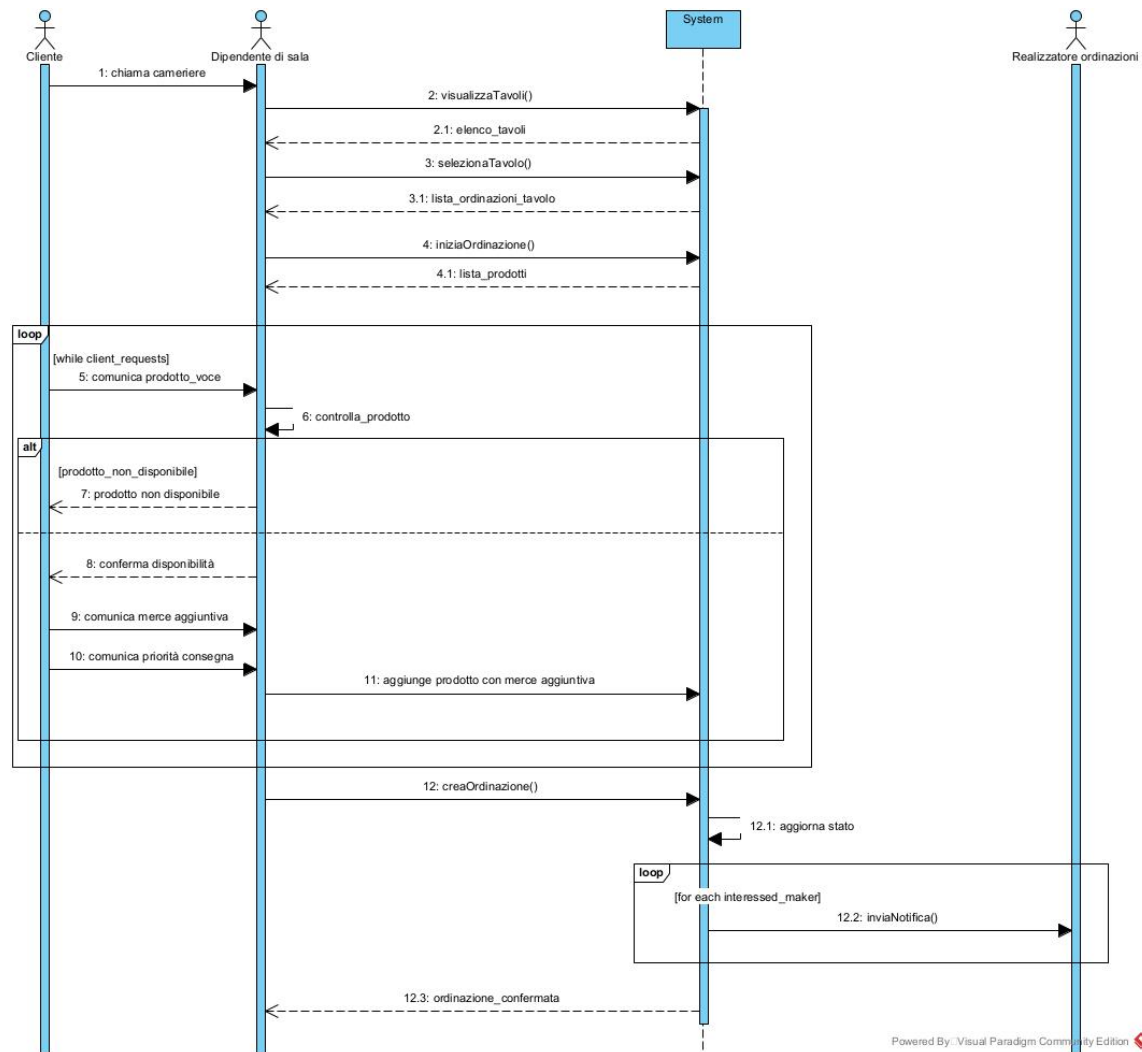 Cliente
Dipendente di sala
System
Realizzatore ordinazioni
1: chiama cameriere
2: visualizzaTavoli()
2.1: elenco_tavoli
3: selezionaTavolo()
3.1: lista_ordinazioni_tavolo
4: iniziaOrdinazione()
4.1: lista_prodotti
loop
[while client_requests]
5: comunica prodotto_voce
6: controlla_prodotto
alt
[prodotto_non_disponibile]
7: prodotto non disponibile
8: conferma disponibilità
9: comunica merce aggiuntiva
10: comunica priorità consegna
11: aggiunge prodotto con merce aggiuntiva
12: creaOrdinazione()
12.1: aggiorna stato
loop
[for each interessed_maker]
12.2: inviaNotifica()
12.3: ordinazione_confermata
Powered By Visual Paradigm Community Edition